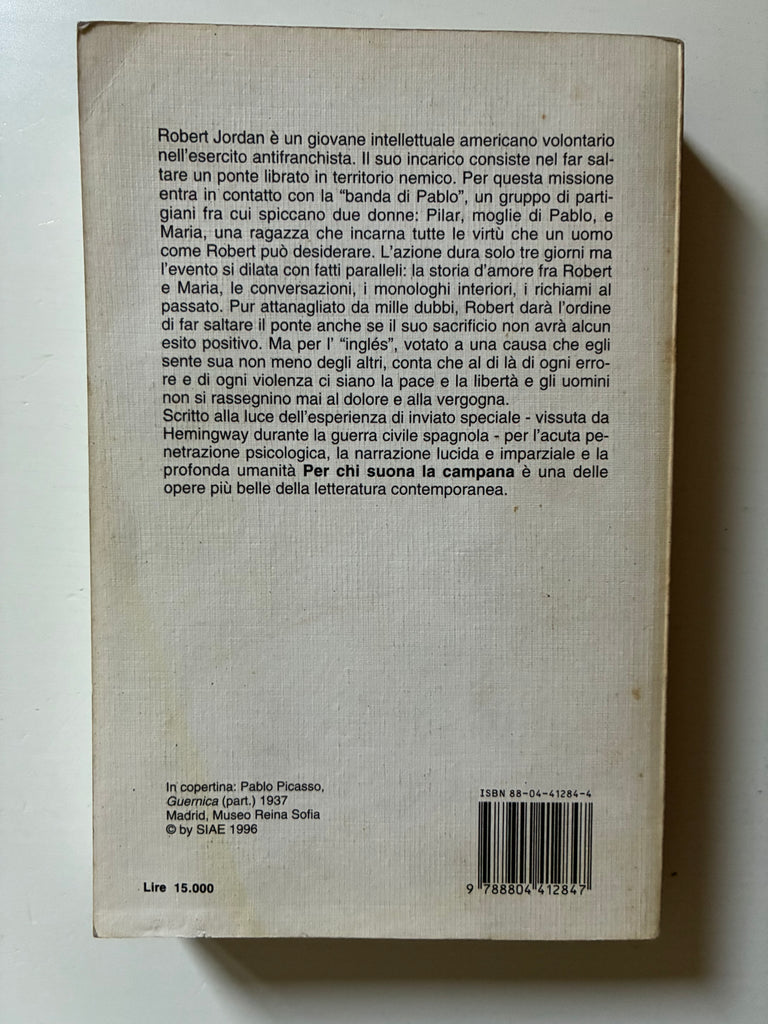 Robert Jordan è un giovane intellettuale americano volontario
nell'esercito antifranchista. Il suo incarico consiste nel far sal-
tare un ponte librato in territorio nemico. Per questa missione
entra in contatto con la “banda di Pablo”, un gruppo di parti-
giani fra cui spiccano due donne: Pilar, moglie di Pablo, e
Maria, una ragazza che incarna tutte le virtù che un uomo
come Robert può desiderare. L'azione dura solo tre giorni ma
l'evento si dilata con fatti paralleli: la storia d'amore fra Robert
e Maria, le conversazioni, i monologhi interiori, i richiami al
passato. Pur attanagliato da mille dubbi, Robert darà l'ordine
di far saltare il ponte anche se il suo sacrificio non avrà alcun
esito positivo. Ma per l' “inglés”, votato a una causa che egli
sente sua non meno degli altri, conta che al di là di ogni erro-
re e di ogni violenza ci siano la pace e la libertà e gli uomini
non si rassegnino mai al dolore e alla vergogna.
Scritto alla luce dell'esperienza di inviato speciale - vissuta da
Hemingway durante la guerra civile spagnola - per l'acuta pe-
netrazione psicologica, la narrazione lucida e imparziale e la
profonda umanità Per chi suona la campana è una delle
opere più belle della letteratura contemporanea.
In copertina: Pablo Picasso,
Guernica (part.) 1937
Madrid, Museo Reina Sofia
© by SIAE 1996
Lire 15.000
ISBN 88-04-41284-4
9 788804 412847